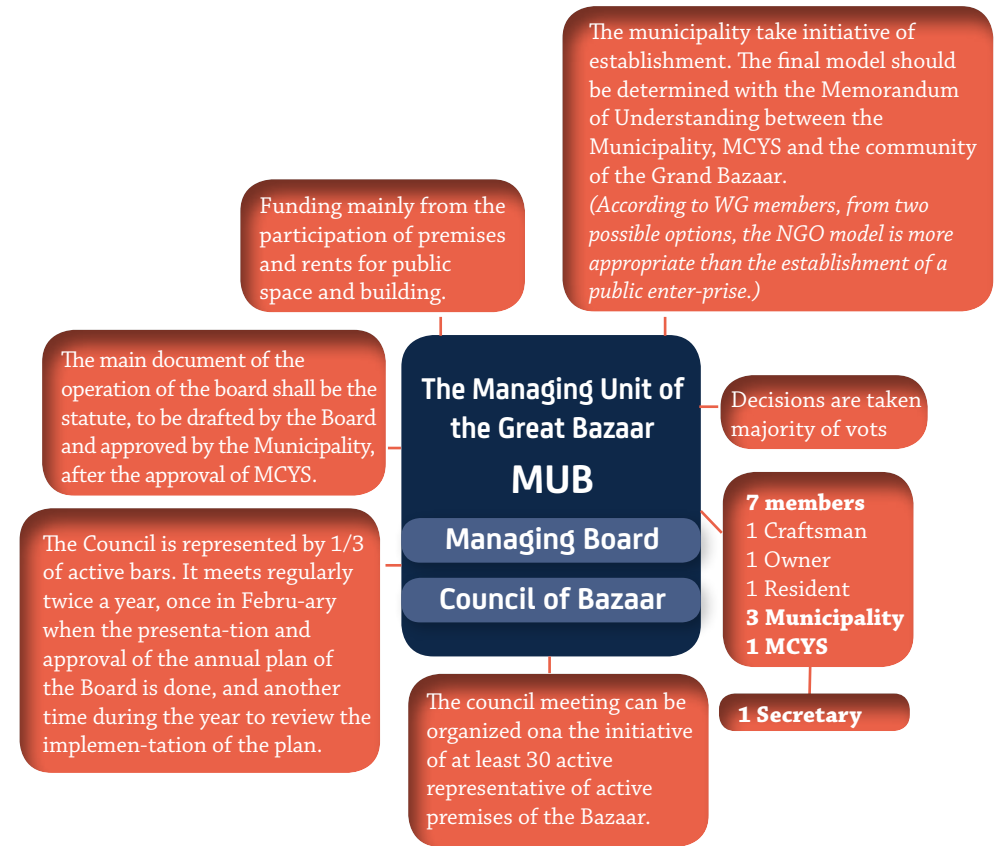 The municipality take initiative of
establishment. The final model should
be determined with the Memorandum
of Understanding between the
Municipality, MCYS and the community
of the Grand Bazaar.
(According to WG members, from two
possible options, the NGO model is more
appropriate than the establishment of a
public enter-prise.)
Funding mainly from the
participation of premises
and rents for public
space and building.
The main document of the
operation of the board shall be the
statute, to be drafted by the Board
and approved by the Municipality,
after the approval of MCYS.
The Managing Unit of
the Great Bazaar
MUB
Managing Board
Council of Bazaar
Decisions are taken
majority of vots
7 members
1 Craftsman
1 Owner
1 Resident
3 Municipality
1 MCYS
1 Secretary
The Council is represented by 1/3
of active bars. It meets regularly
twice a year, once in Febru-ary
when the presenta-tion and
approval of the annual plan of
the Board is done, and another
time during the year to review the
implemen-tation of the plan.
The council meeting can be
organized ona the initiative
of at least 30 active
representative of active
premises of the Bazaar.